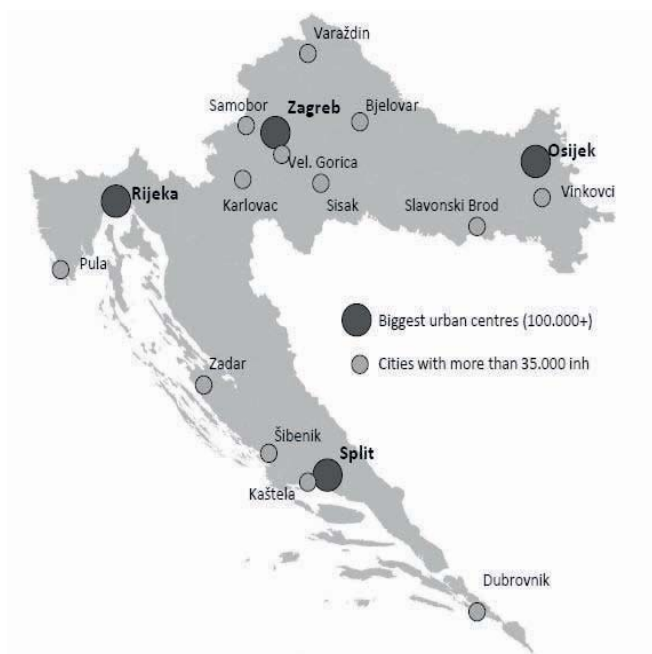 Varaždin
Samobor
Zagreb
Bjelovar
Vel. Gorica
Osijek
Karlovac
Sisak
Slavonski Brod
Vinkovci
Rijeka
Pula
Biggest urban centres (100.000+)
Cities with more than 35.000 inh
Zadar
Šibenik
Split
Kaštela
Dubrovnik